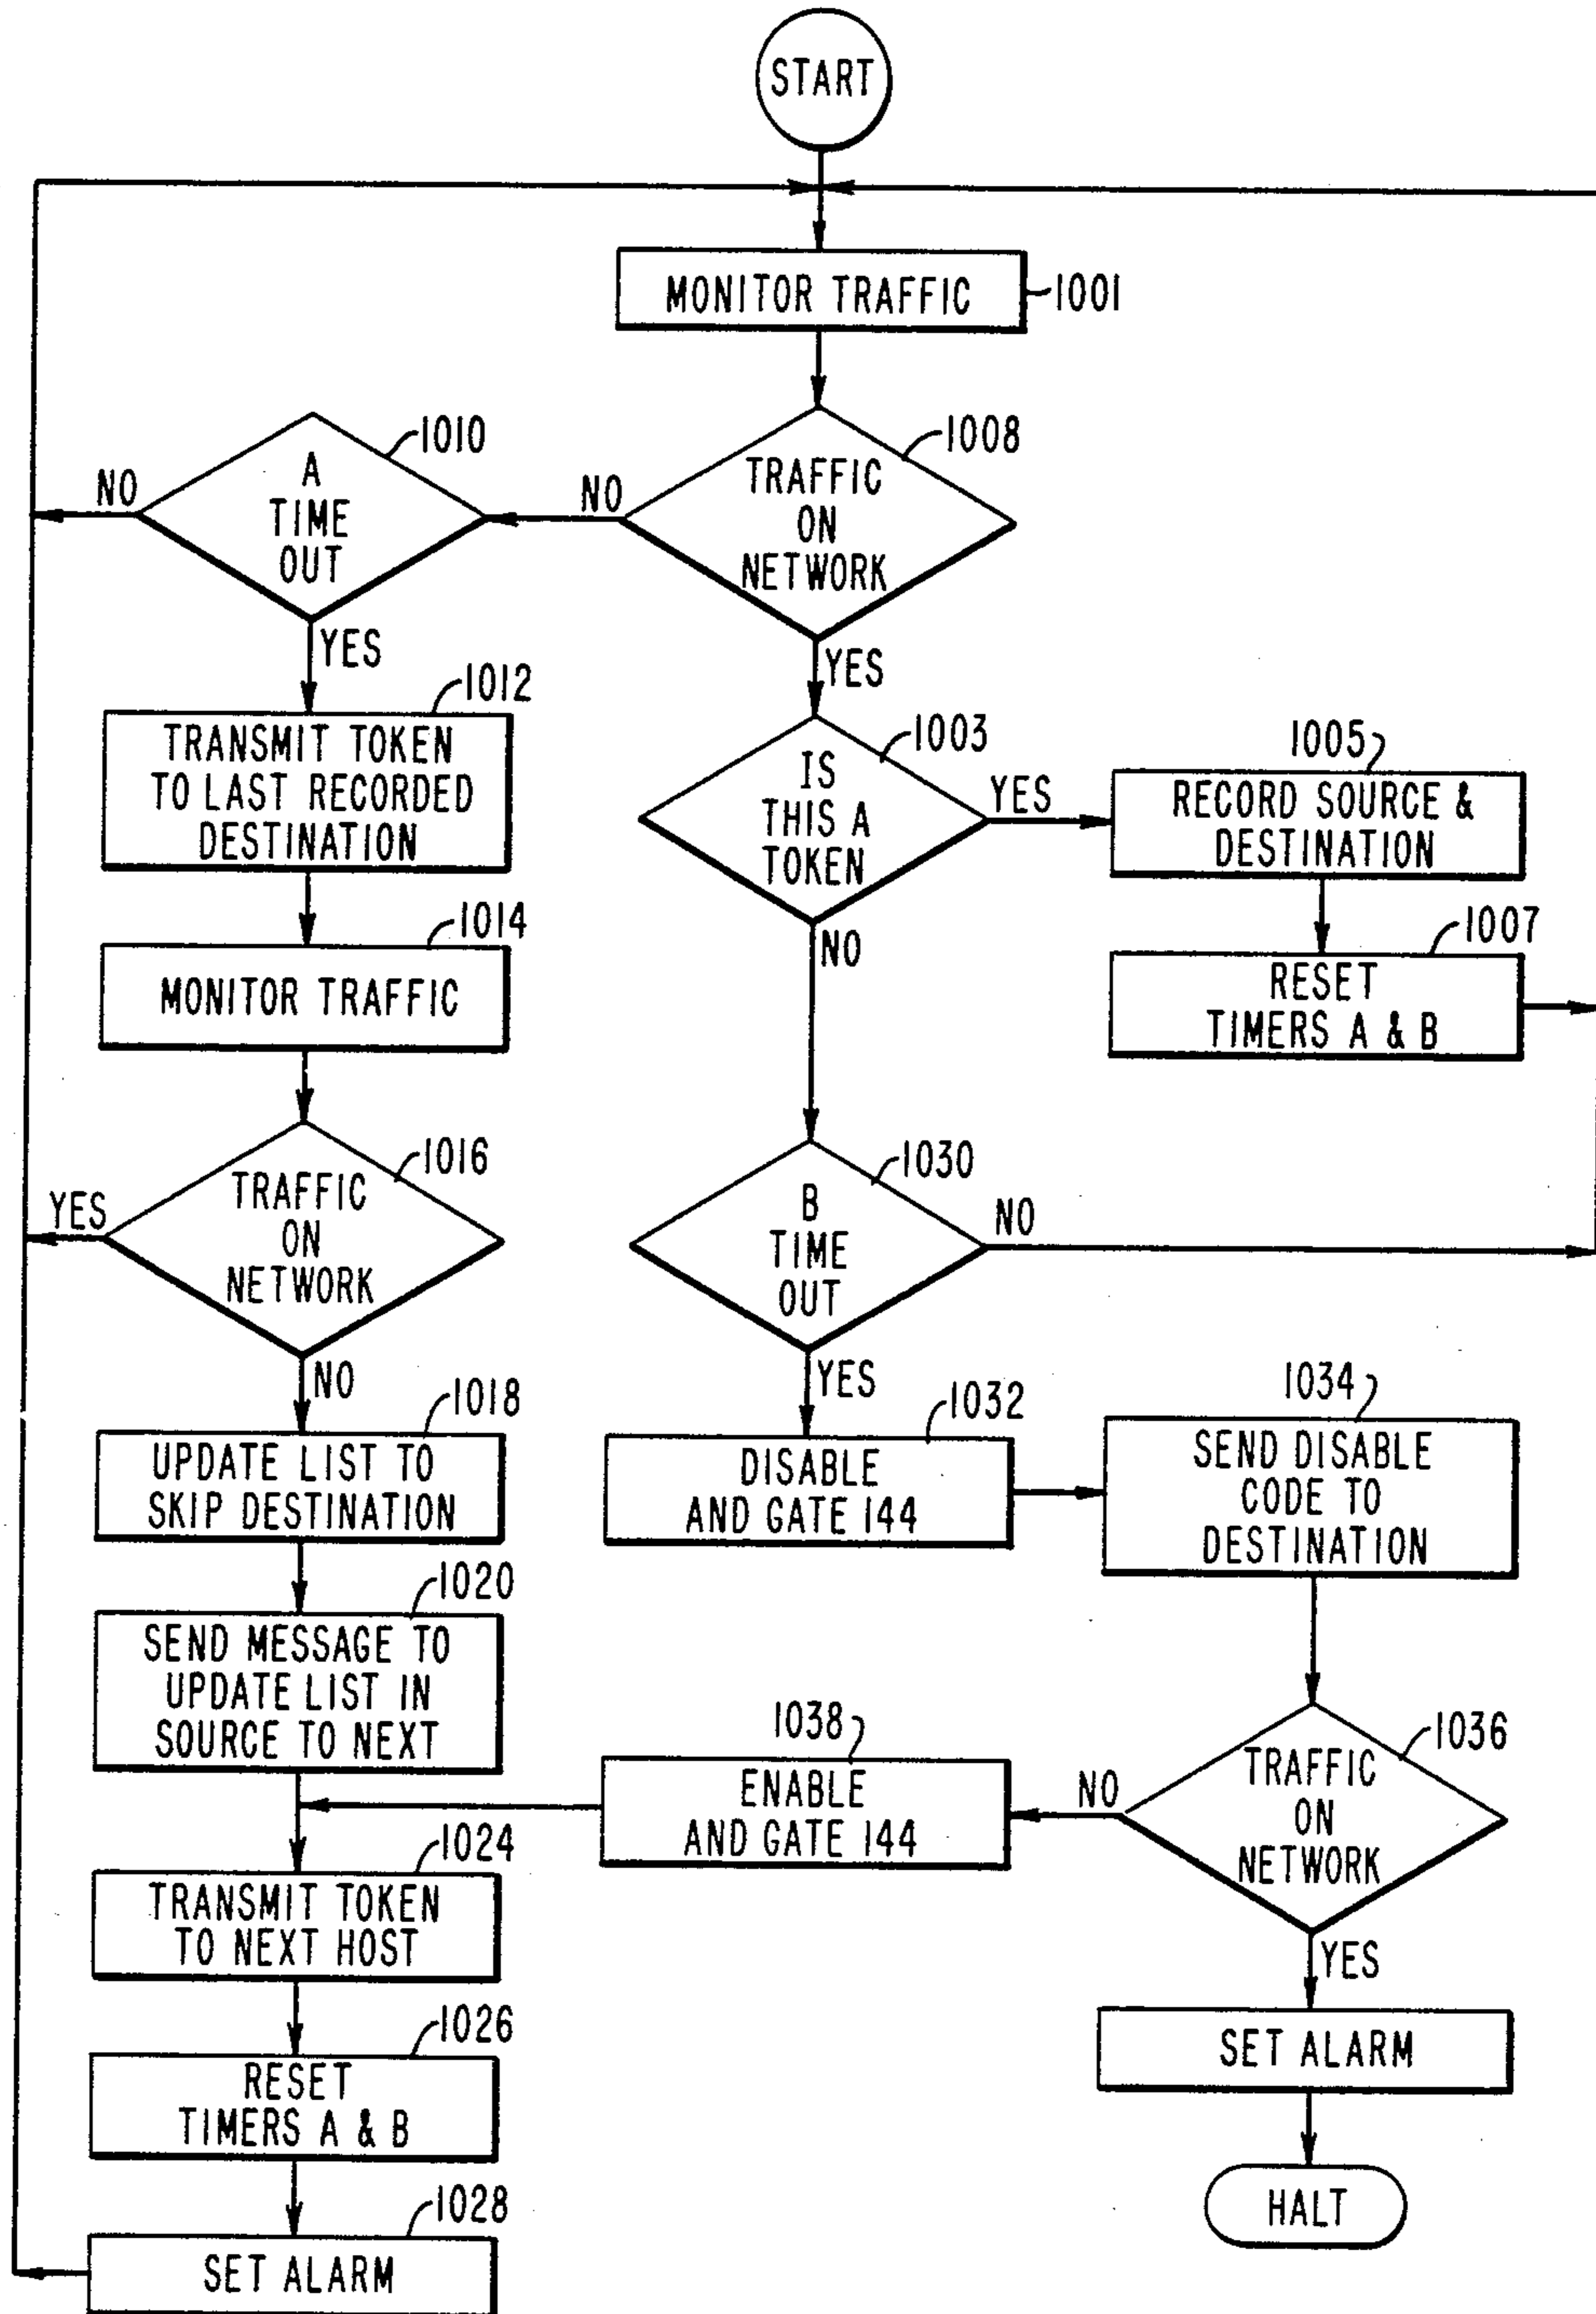 START
MONITOR TRAFFIC
1001
1008
TRAFFIC
ON
NETWORK
NO
YES
1010
A
TIME
OUT
NO
YES
1012
TRANSMIT TOKEN
TO LAST RECORDED
DESTINATION
1014
MONITOR TRAFFIC
1016
TRAFFIC
ON
NETWORK
YES
NO
1018
UPDATE LIST TO
SKIP DESTINATION
1020
SEND MESSAGE TO
UPDATE LIST IN
SOURCE TO NEXT
1024
TRANSMIT TOKEN
TO NEXT HOST
1026
RESET
TIMERS A & B
1028
SET ALARM
1003
IS
THIS A
TOKEN
YES
NO
1005
RECORD SOURCE &
DESTINATION
1007
RESET
TIMERS A & B
1030
B
TIME
OUT
NO
YES
1032
DISABLE
AND GATE 144
1034
SEND DISABLE
CODE TO
DESTINATION
1036
TRAFFIC
ON
NETWORK
NO
YES
1038
ENABLE
AND GATE 144
SET ALARM
HALT